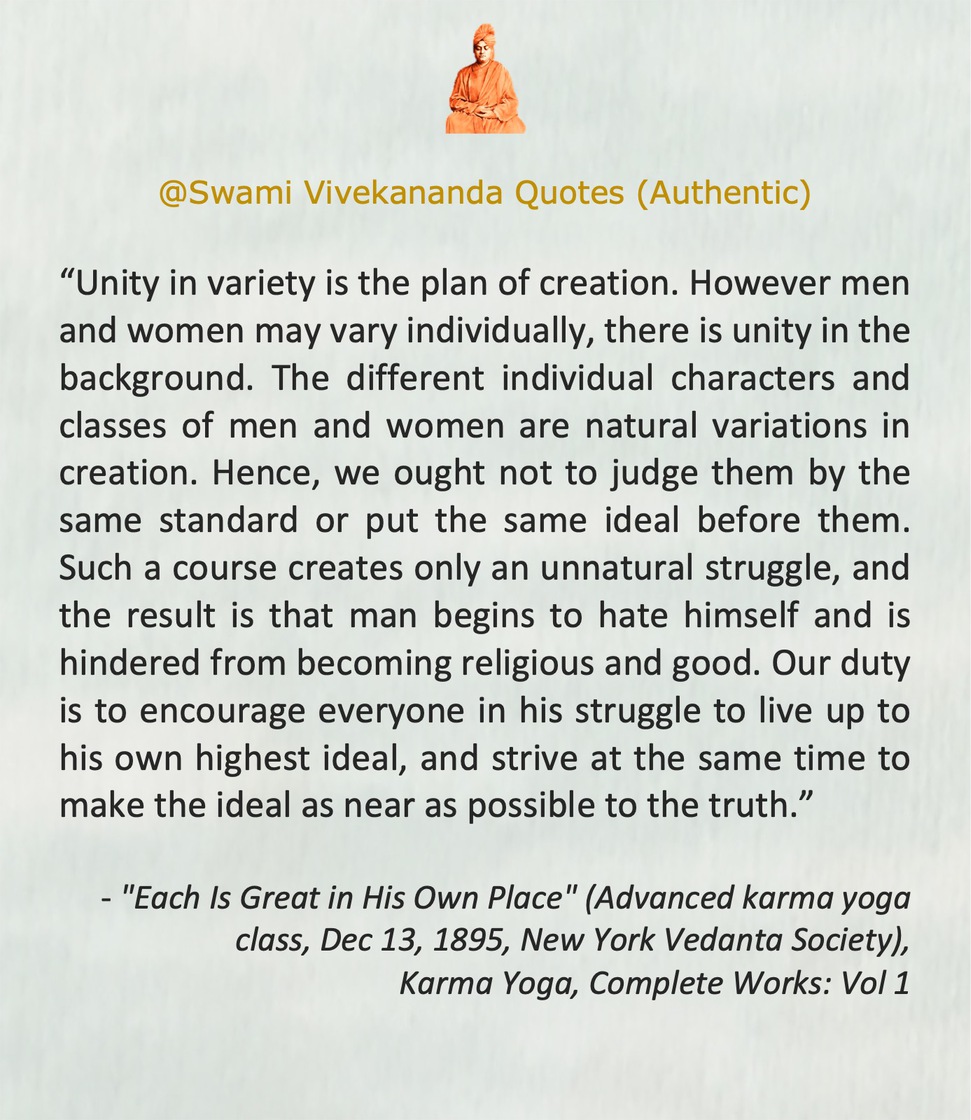 @Swami Vivekananda Quotes (Authentic)
“Unity in variety is the plan of creation. However men
and women may vary individually, there is unity in the
background. The different individual characters and
classes of men and women are natural variations in
creation. Hence, we ought not to judge them by the
same standard or put the same ideal before them.
Such a course creates only an unnatural struggle, and
the result is that man begins to hate himself and is
hindered from becoming religious and good. Our duty
is to encourage everyone in his struggle to live up to
his own highest ideal, and strive at the same time to
make the ideal as near as possible to the truth.”
- "Each Is Great in His Own Place" (Advanced karma yoga
class, Dec 13, 1895, New York Vedanta Society),
Karma Yoga, Complete Works: Vol 1